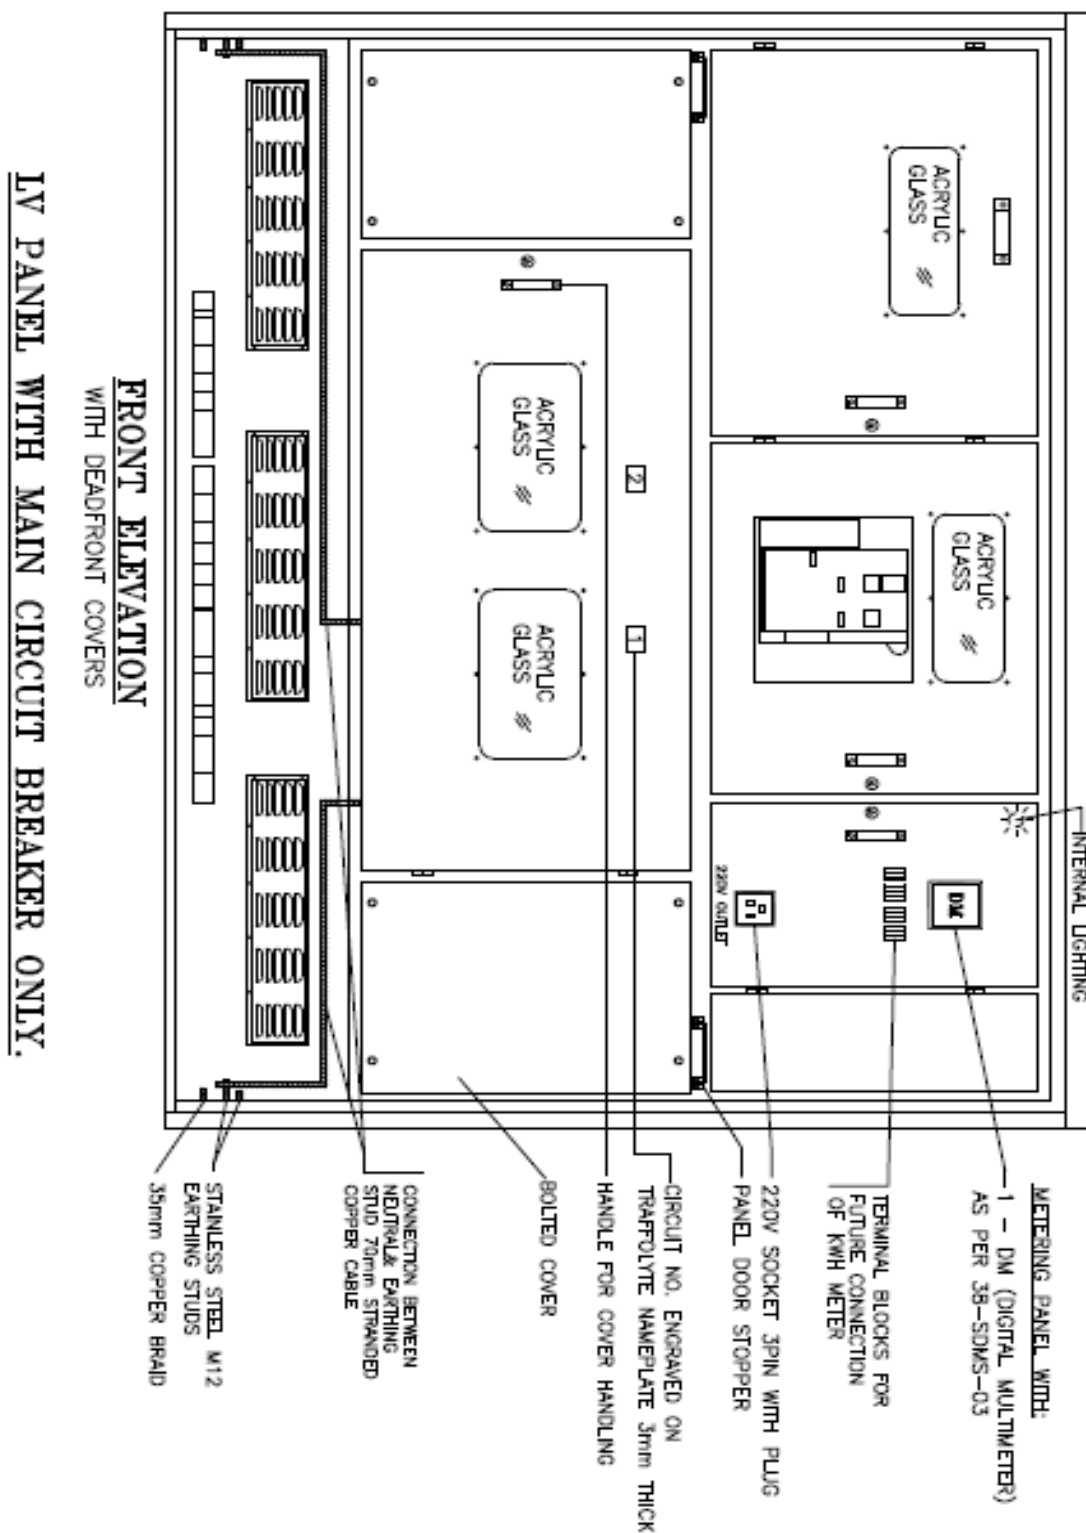 INTERNAL LIGHTING
METERING PANEL WITH:
1 - DM (DIGITAL MULTIMETER)
AS PER 38-SDMS-03
TERMINAL BLOCKS FOR
FUTURE CONNECTION
OF KWH METER
220V SOCKET 3PIN WITH PLUG
PANEL DOOR STOPPER
CIRCUIT NO. ENGRAVED ON
TRAFFOLYTE NAMEPLATE 3mm THICK
HANDLE FOR COVER HANDLING
BOLTED COVER
CONNECTION BETWEEN
NEUTRAL& EARTHING
STUD 70mm STRANDED
COPPER CABLE
STAINLESS STEEL M12
EARTHING STUDS
35mm COPPER BRAID
ACRYLIC
GLASS
ACRYLIC
GLASS
DM
220V OUTLET
2
1
ACRYLIC
GLASS
ACRYLIC
GLASS
FRONT ELEVATION
WITH DEADFRONT COVERS
LV PANEL WITH MAIN CIRCUIT BREAKER ONLY.